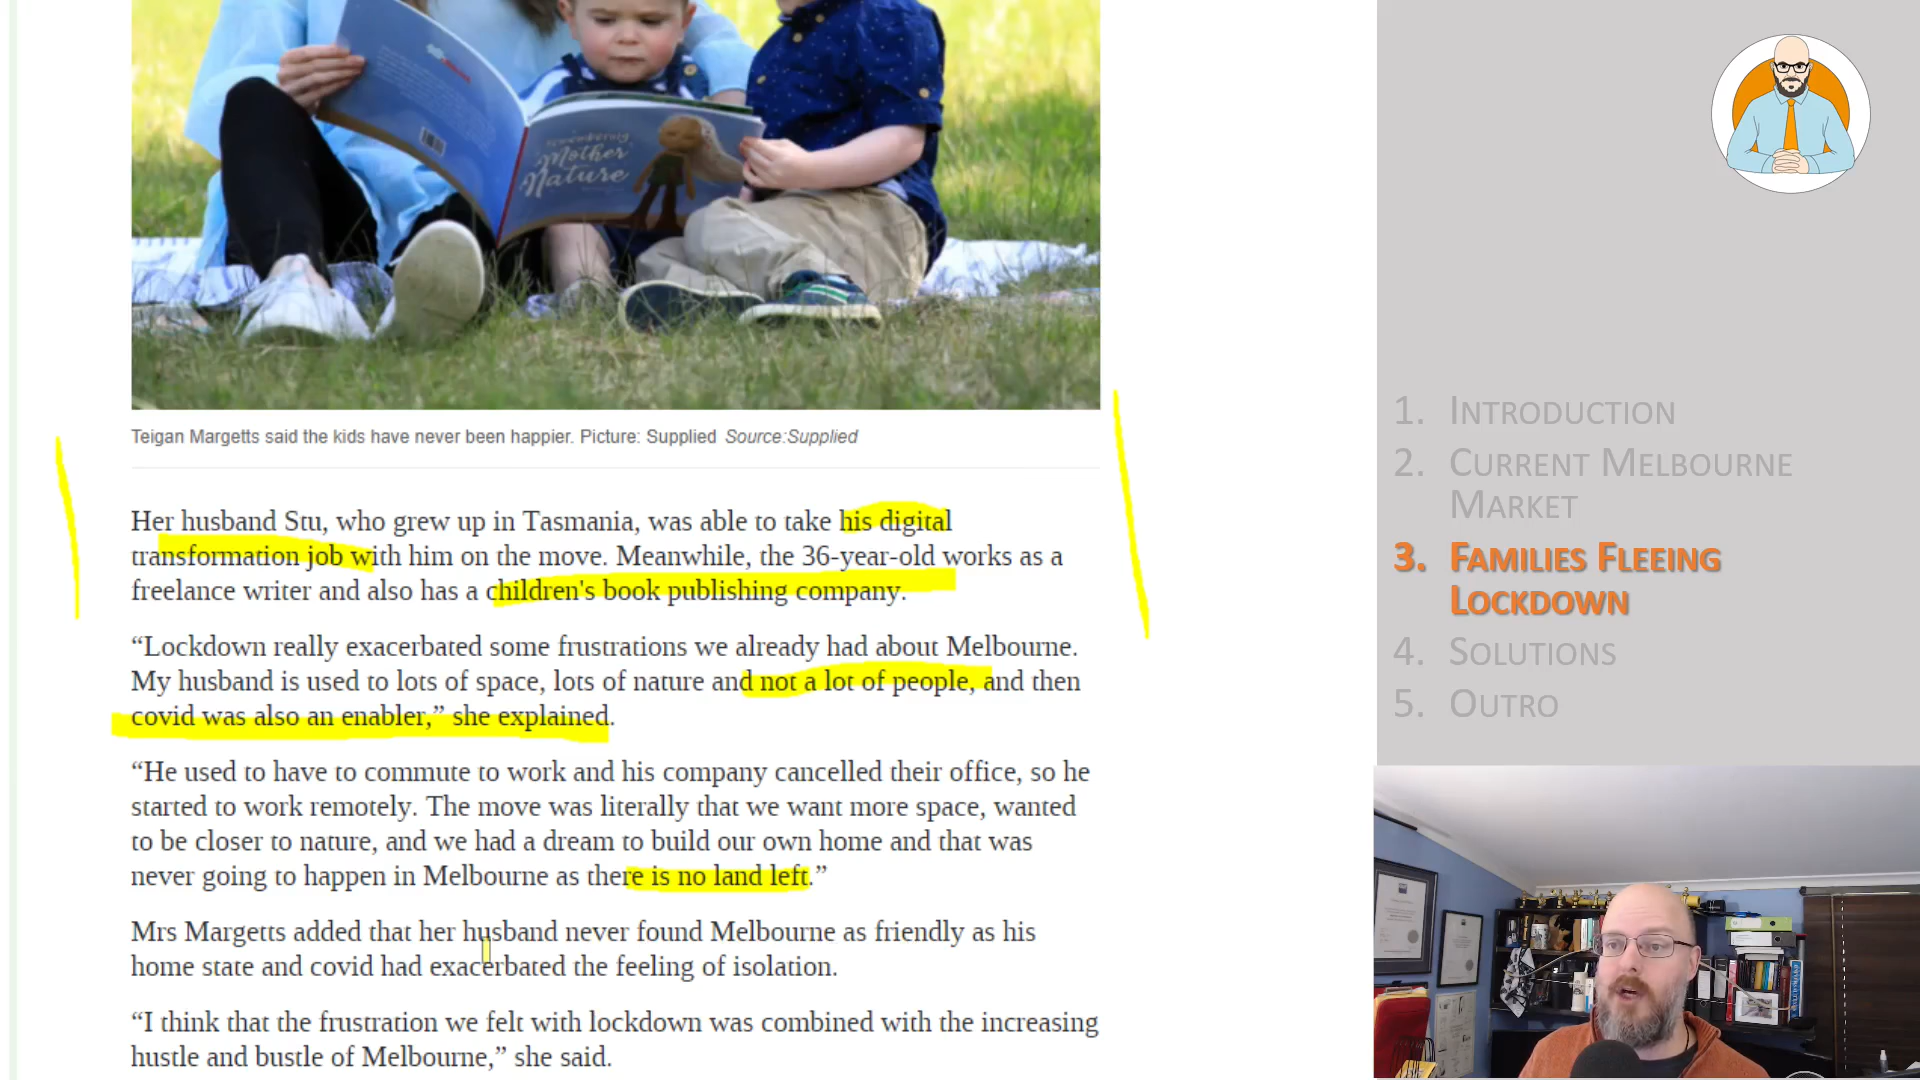 Remembering
Mother
Nature
Teigan Margetts said the kids have never been happier. Picture: Supplied Source:Supplied
Her husband Stu, who grew up in Tasmania, was able to take his digital
transformation job with him on the move. Meanwhile, the 36-year-old works as a
freelance writer and also has a children's book publishing company.
“Lockdown really exacerbated some frustrations we already had about Melbourne.
My husband is used to lots of space, lots of nature and not a lot of people, and then
covid was also an enabler,” she explained.
“He used to have to commute to work and his company cancelled their office, so he
started to work remotely. The move was literally that we want more space, wanted
to be closer to nature, and we had a dream to build our own home and that was
never going to happen in Melbourne as there is no land left.”
Mrs Margetts added that her husband never found Melbourne as friendly as his
home state and covid had exacerbated the feeling of isolation.
“I think that the frustration we felt with lockdown was combined with the increasing
hustle and bustle of Melbourne,” she said.
1. Introduction
2. Current Melbourne
Market
3. Families Fleeing
Lockdown
4. Solutions
5. Outro